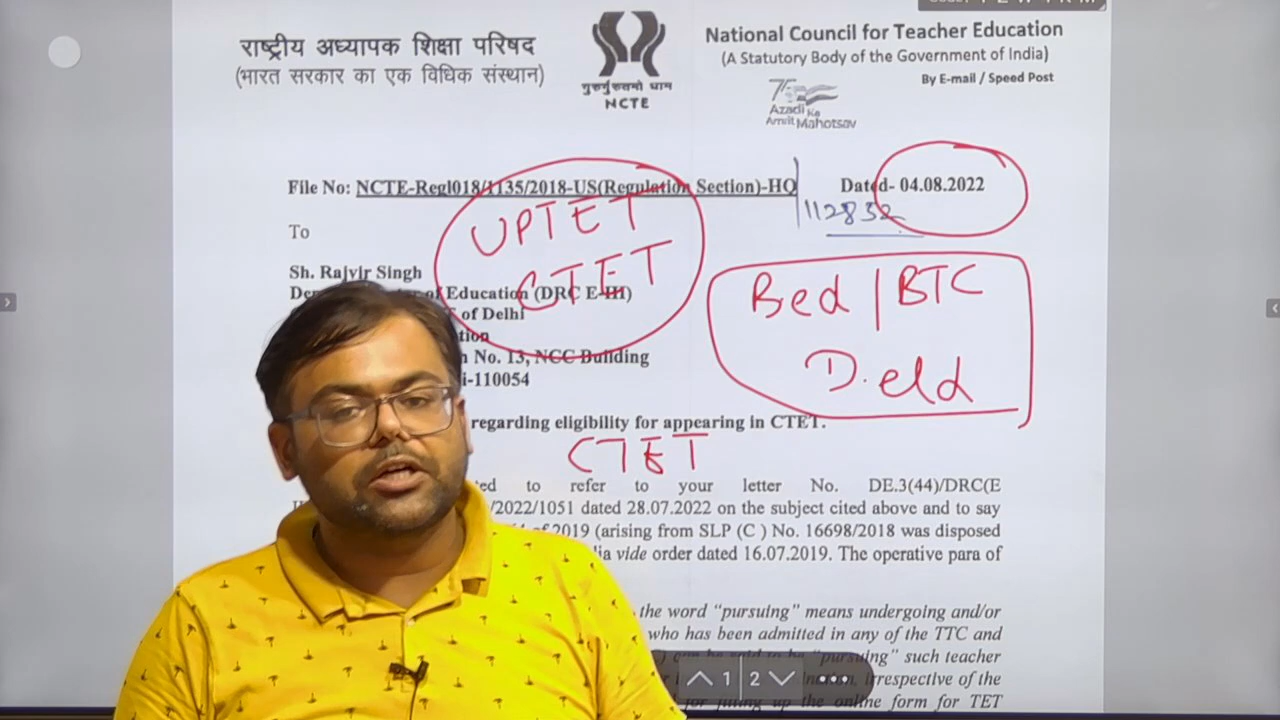 राष्ट्रीय अध्यापक शिक्षा परिषद
(भारत सरकार का एक विधिक संस्थान)
NCTE
National Council for Teacher Education
(A Statutory Body of the Government of India)
By E-mail / Speed Post
Azadi Ka
Amrit Mahotsav
File No: NCTE-Regl018/1135/2018-US(Regulation Section)-HQ
Dated- 04.08.2022
112832
To
UPTET
CTET
Bed | BTC
D.eld
Sh. Rajvir Singh
of Education (DRC E-III)
of Delhi
No. 13, NCC Building
i-110054
regarding eligibility for appearing in CTET.
CTET
to refer to your letter No. DE.3(44)/DRC(E
/2022/1051 dated 28.07.2022 on the subject cited above and to say
of 2019 (arising from SLP (C ) No. 16698/2018 was disposed
vide order dated 16.07.2019. The operative para of
the word “pursuing” means undergoing and/or
who has been admitted in any of the TTC and
“pursuing” such teacher
irrespective of the
online form for TET
1 | 2